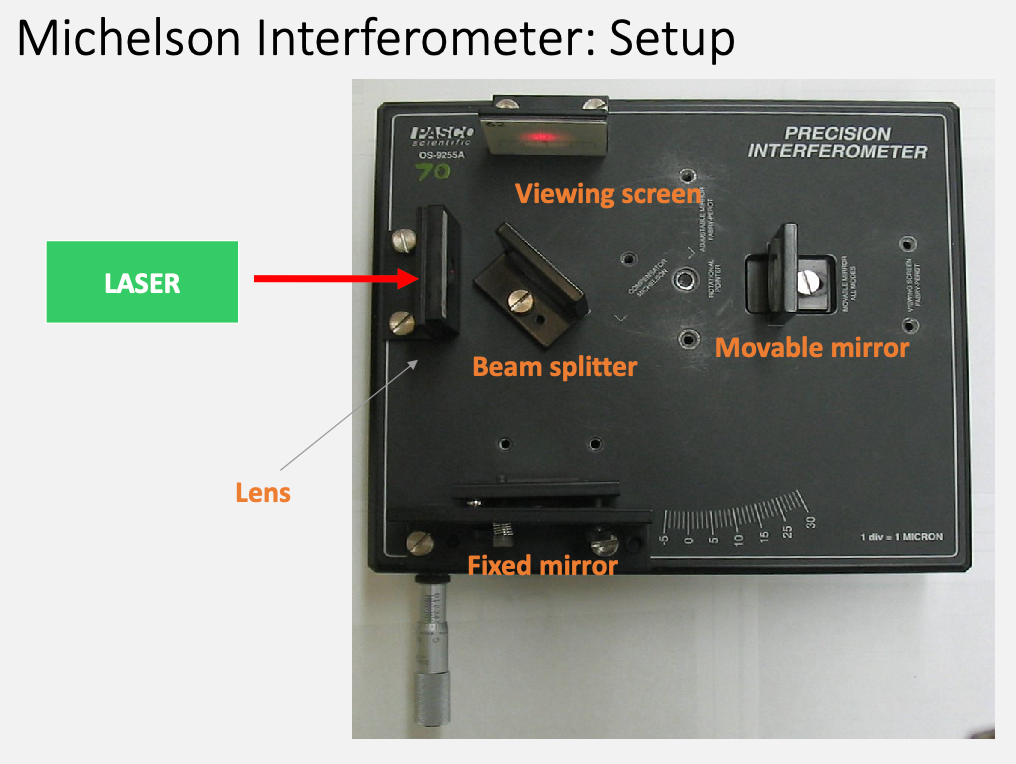 Michelson Interferometer: Setup
PASCO
scientific
OS-9255A
70
62
PRECISION
INTERFEROMETER
Viewing screen
ADJUSTABLE MIRROR
FABRY-PEROT
COMPENSATOR
MICHELSON
ROTATIONAL
POINTER
MOVABLE MIRROR
ALL MODES
VIEWING SCREEN
FABRY-PEROT
LASER
Beam splitter
Movable mirror
Lens
-5 0 5 10 15 20 25 30
1 div = 1 MICRON
Fixed mirror